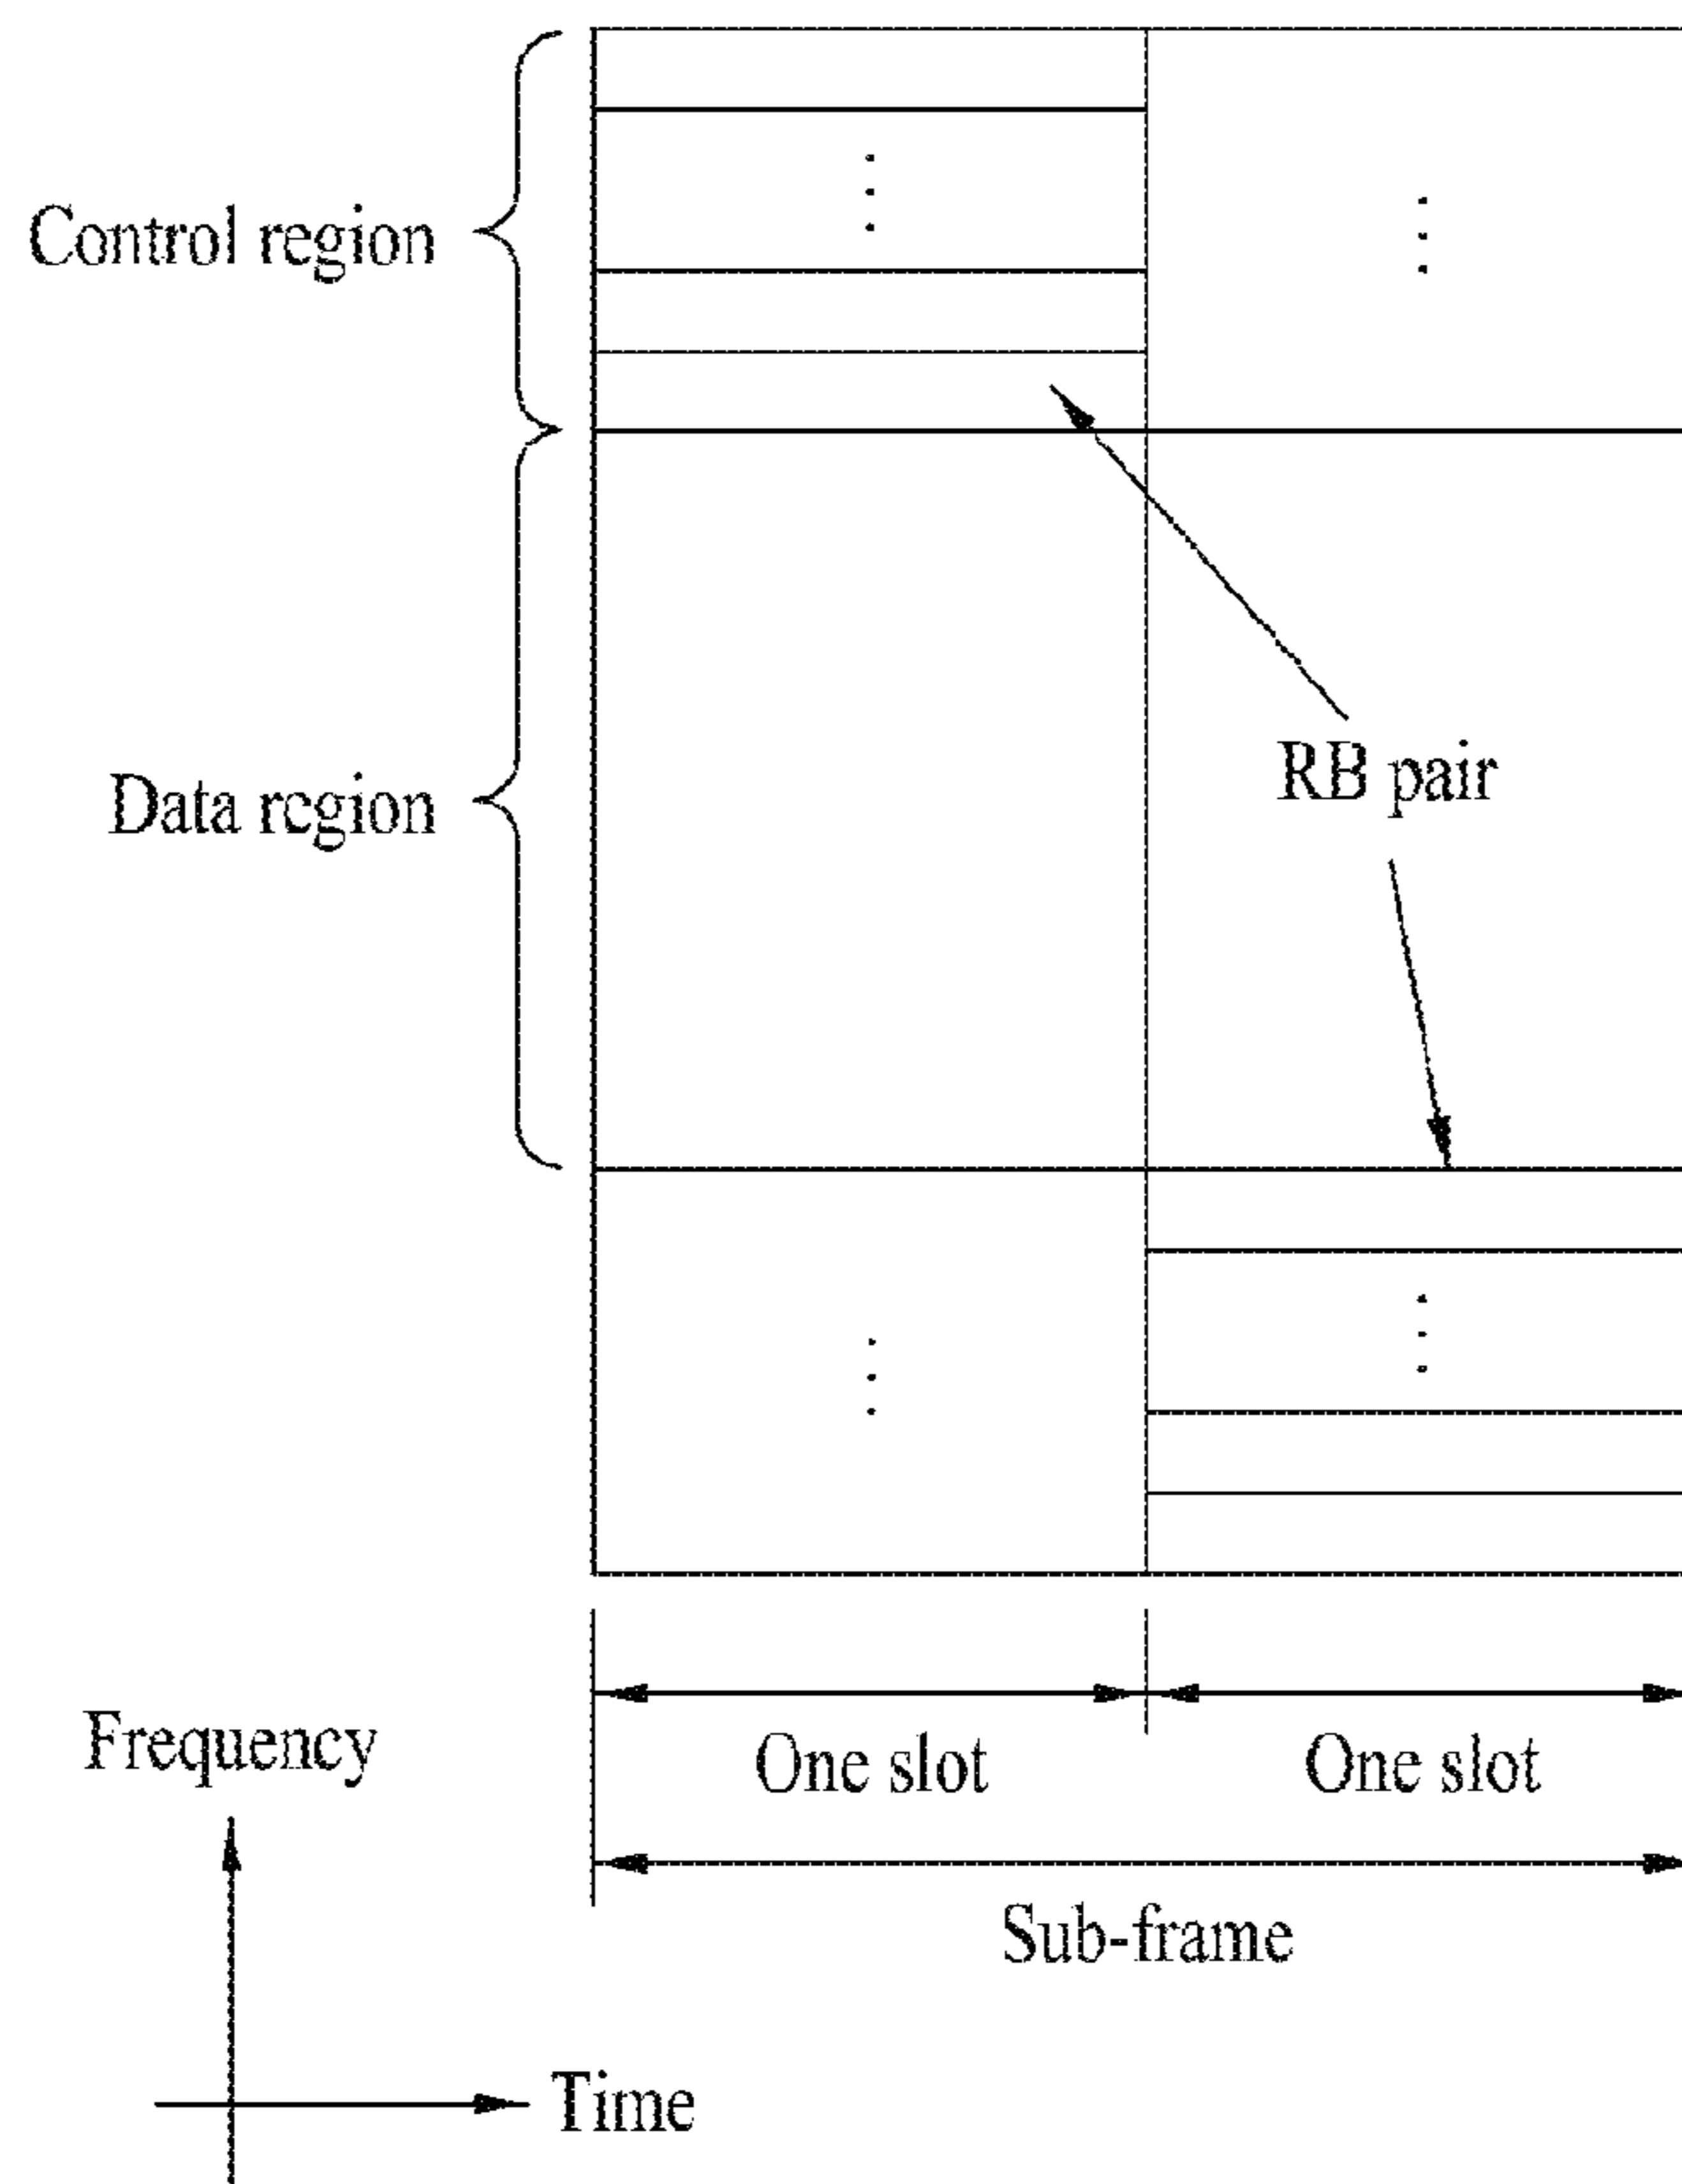 Control region
Data region
RB pair
One slot
One slot
Sub-frame
Frequency
Time